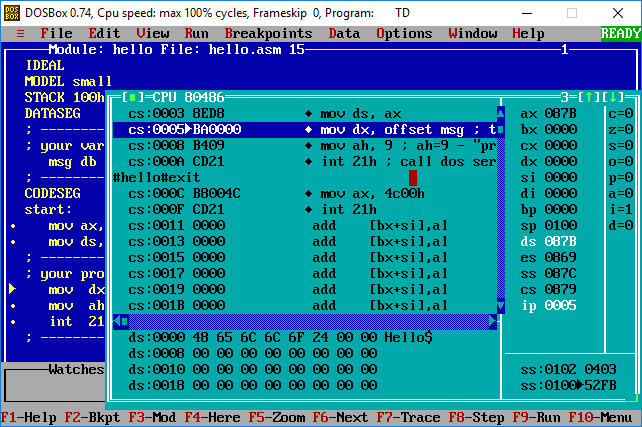 DOSBox 0.74, Cpu speed: max 100% cycles, Frameskip 0, Program: TD
≡ File Edit View Run Breakpoints Data Options Window Help READY
Module: hello File: hello.asm 15 1
IDEAL
MODEL small
STACK 100h
DATASEG
; --------
; your var
msg db
; --------
CODESEG
start:
mov ax,
mov ds,
; --------
; your pro
mov dx
mov ah
int 21
; --------
Watches
[■]=CPU 80486 3=[↑][↓]
cs:0003 8ED8 ♦ mov ds, ax
cs:0005►BA0000 ♦ mov dx, offset msg ; t
cs:0008 B409 ♦ mov ah, 9 ; ah=9 - "pr
cs:000A CD21 ♦ int 21h ; call dos ser
#hello#exit
cs:000C B8004C ♦ mov ax, 4c00h
cs:000F CD21 ♦ int 21h
cs:0011 0000 add [bx+si],al
cs:0013 0000 add [bx+si],al
cs:0015 0000 add [bx+si],al
cs:0017 0000 add [bx+si],al
cs:0019 0000 add [bx+si],al
cs:001B 0000 add [bx+si],al
ax 087B c=0
bx 0000 z=0
cx 0000 s=0
dx 0000 o=0
si 0000 p=0
di 0000 a=0
bp 0000 i=1
sp 0100 d=0
ds 087B
es 0869
ss 087C
cs 0879
ip 0005
ds:0000 48 65 6C 6C 6F 24 00 00 Hello$
ds:0008 00 00 00 00 00 00 00 00
ds:0010 00 00 00 00 00 00 00 00
ds:0018 00 00 00 00 00 00 00 00
ss:0102 0403
ss:0100►52FB
F1-Help F2-Bkpt F3-Mod F4-Here F5-Zoom F6-Next F7-Trace F8-Step F9-Run F10-Menu